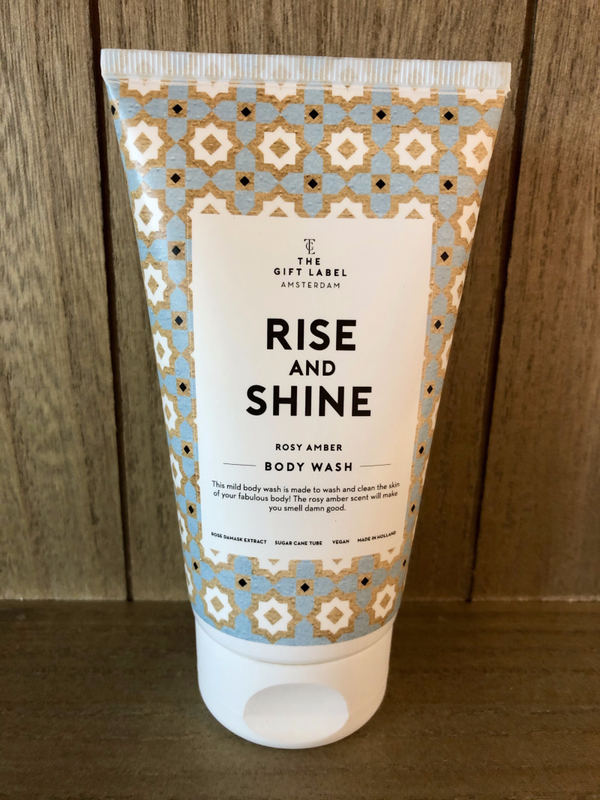 THE
GIFT LABEL
AMSTERDAM
RISE
AND
SHINE
ROSY AMBER
BODY WASH
This mild body wash is made to wash and clean the skin
of your fabulous body! The rosy amber scent will make
you smell damn good.
ROSE DAMASK EXTRACT SUGAR CANE TUBE VEGAN MADE IN HOLLAND